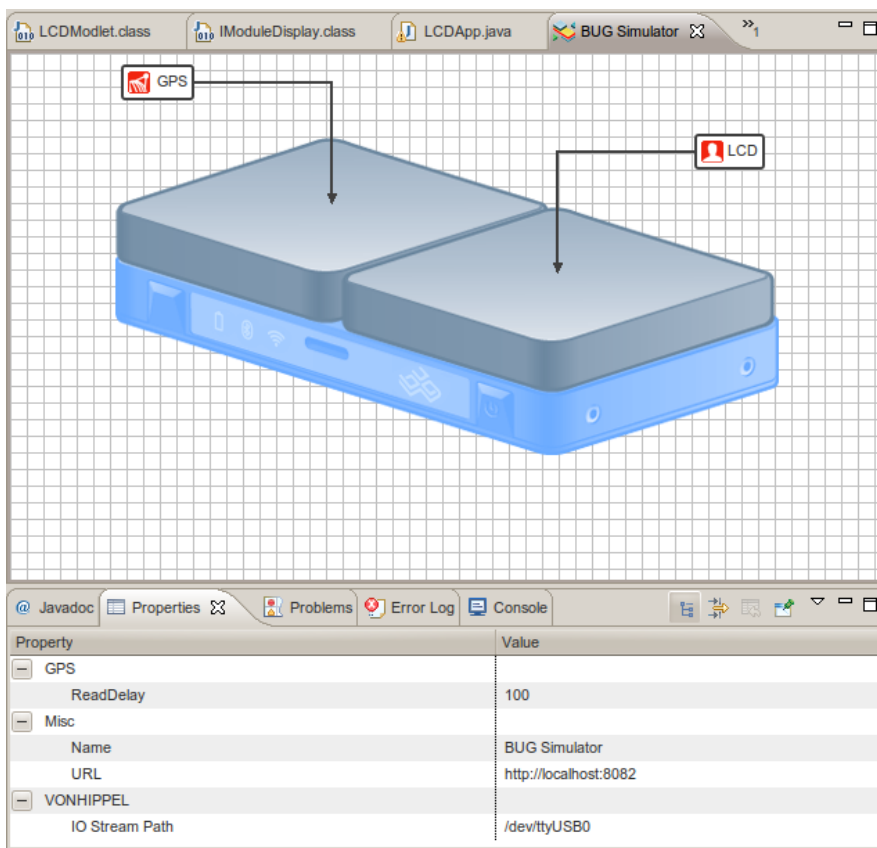 LCDModlet.class IModuleDisplay.class LCDApp.java BUG Simulator »1
GPS
LCD
@ Javadoc Properties Problems Error Log Console
Property Value
GPS
ReadDelay 100
Misc
Name BUG Simulator
URL http://localhost:8082
VONHIPPEL
IO Stream Path /dev/ttyUSB0